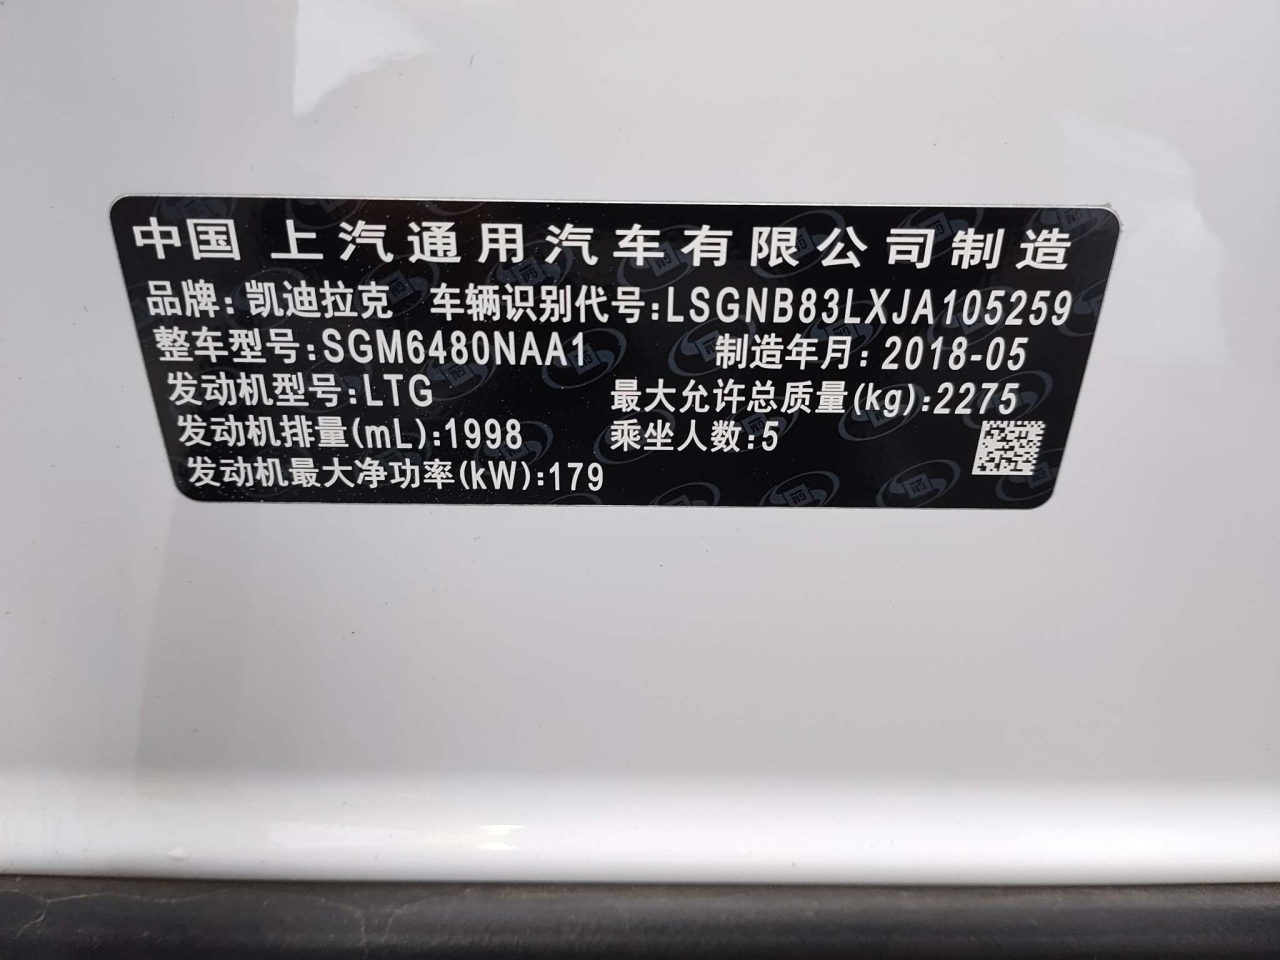 中国 上汽通用汽车有限公司制造
品牌: 凯迪拉克 车辆识别代号:LSGNB83LXJA105259
整车型号:SGM6480NAA1 制造年月: 2018-05
发动机型号:LTG 最大允许总质量(kg):2275
发动机排量(mL):1998 乘坐人数:5
发动机最大净功率(kW):179